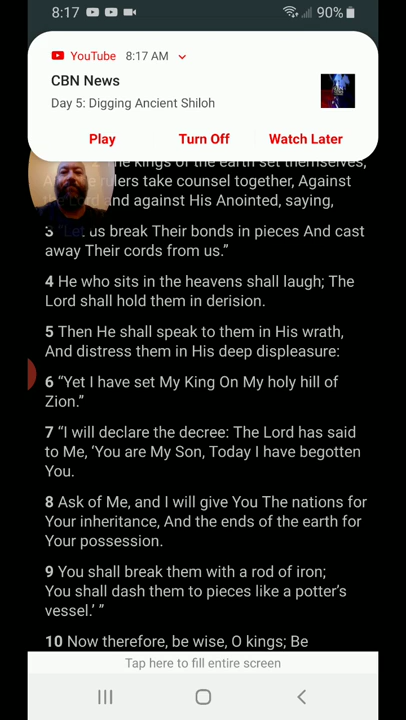 8:17
90%
YouTube 8:17 AM
CBN News
Day 5: Digging Ancient Shiloh
Play Turn Off Watch Later
the kings of the earth set themselves,
rulers take counsel together, Against
the Lord and against His Anointed, saying,
3 “Let us break Their bonds in pieces And cast
away Their cords from us.”
4 He who sits in the heavens shall laugh; The
Lord shall hold them in derision.
5 Then He shall speak to them in His wrath,
And distress them in His deep displeasure:
6 “Yet I have set My King On My holy hill of
Zion.”
7 “I will declare the decree: The Lord has said
to Me, ‘You are My Son, Today I have begotten
You.
8 Ask of Me, and I will give You The nations for
Your inheritance, And the ends of the earth for
Your possession.
9 You shall break them with a rod of iron;
You shall dash them to pieces like a potter’s
vessel.’ ”
10 Now therefore, be wise, O kings; Be
Tap here to fill entire screen